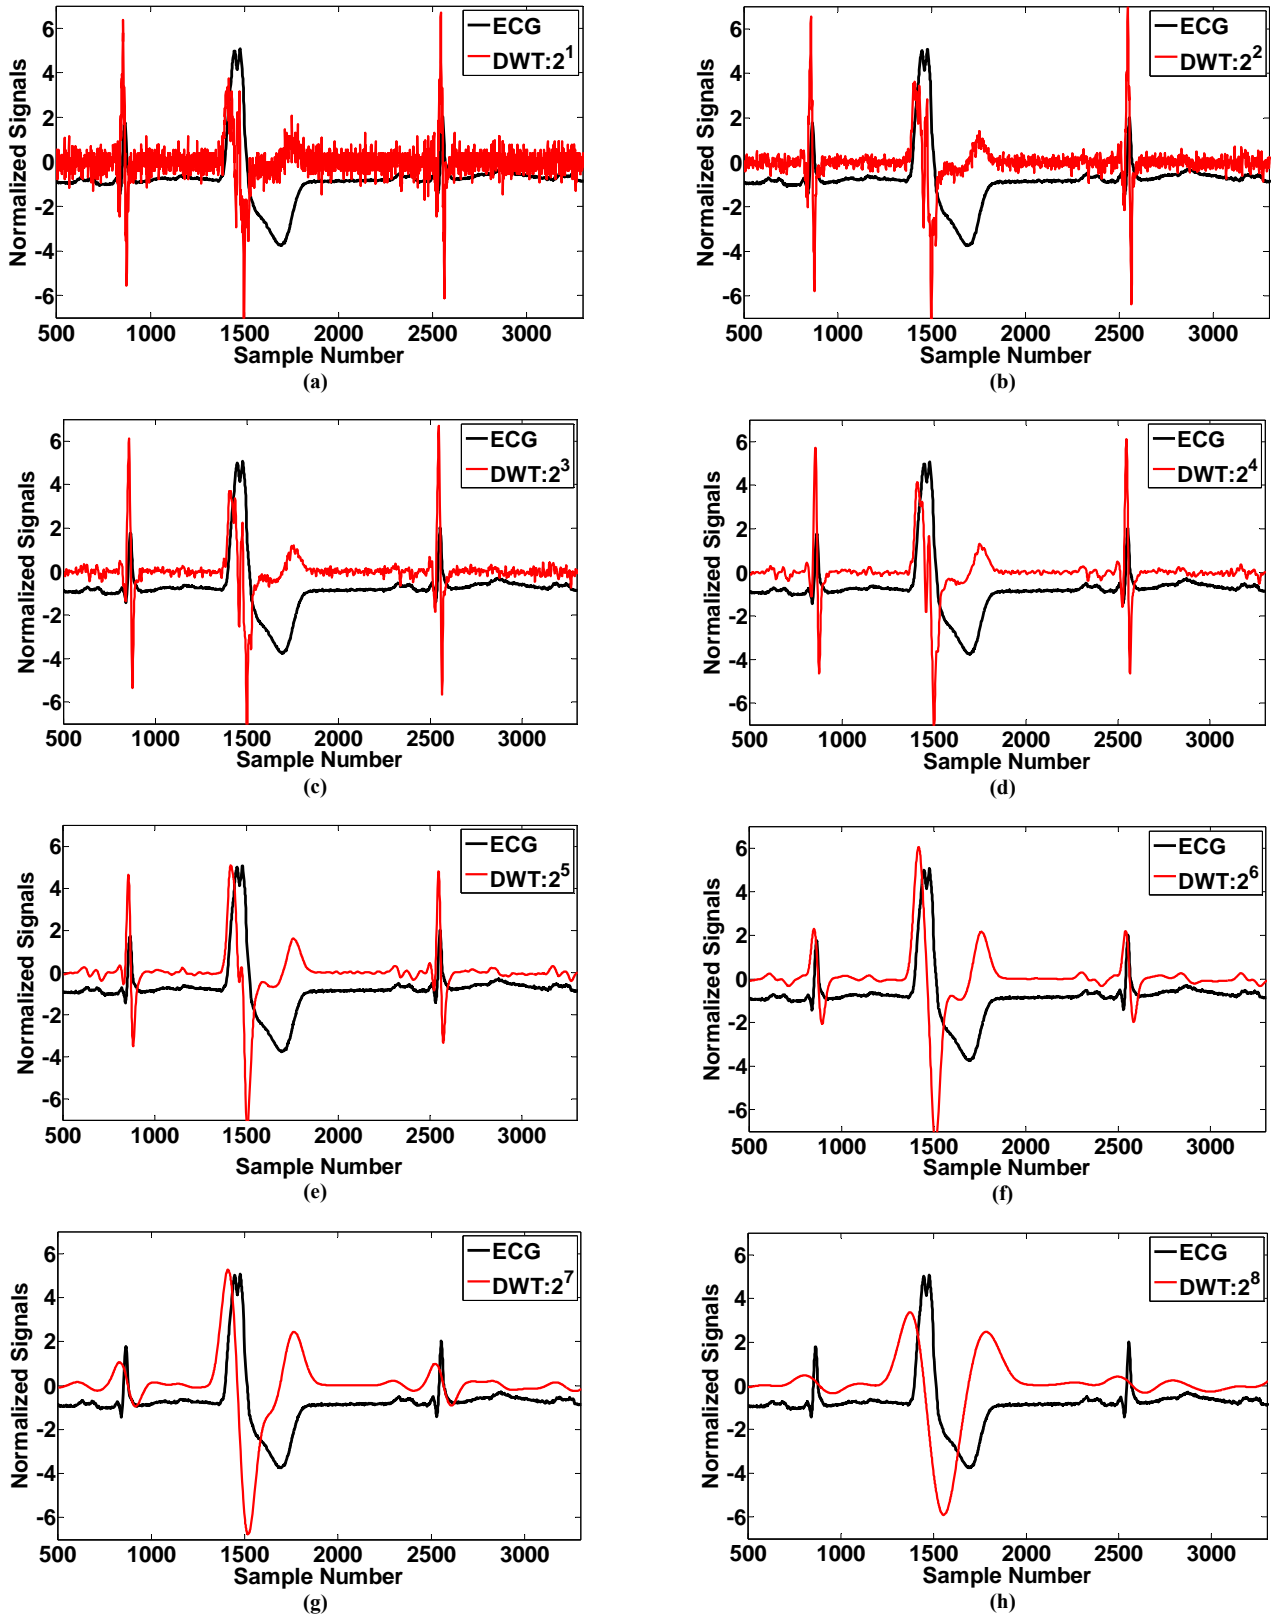 6
4
2
0
-2
-4
-6
Normalized Signals
ECG
DWT:2^1
500 1000 1500 2000 2500 3000
Sample Number
(a)
6
4
2
0
-2
-4
-6
Normalized Signals
ECG
DWT:2^2
500 1000 1500 2000 2500 3000
Sample Number
(b)
6
4
2
0
-2
-4
-6
Normalized Signals
ECG
DWT:2^3
500 1000 1500 2000 2500 3000
Sample Number
(c)
6
4
2
0
-2
-4
-6
Normalized Signals
ECG
DWT:2^4
500 1000 1500 2000 2500 3000
Sample Number
(d)
6
4
2
0
-2
-4
-6
Normalized Signals
ECG
DWT:2^5
500 1000 1500 2000 2500 3000
Sample Number
(e)
6
4
2
0
-2
-4
-6
Normalized Signals
ECG
DWT:2^6
500 1000 1500 2000 2500 3000
Sample Number
(f)
6
4
2
0
-2
-4
-6
Normalized Signals
ECG
DWT:2^7
500 1000 1500 2000 2500 3000
Sample Number
(g)
6
4
2
0
-2
-4
-6
Normalized Signals
ECG
DWT:2^8
500 1000 1500 2000 2500 3000
Sample Number
(h)